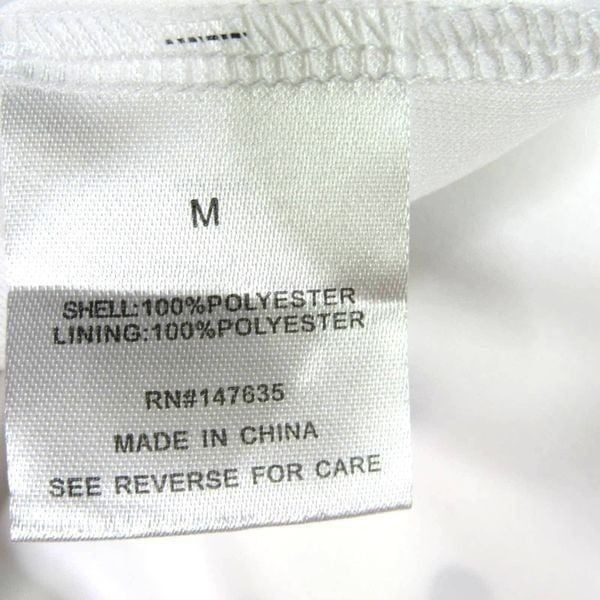 M
SHELL:100%POLYESTER
LINING:100%POLYESTER
RN#147635
MADE IN CHINA
SEE REVERSE FOR CARE